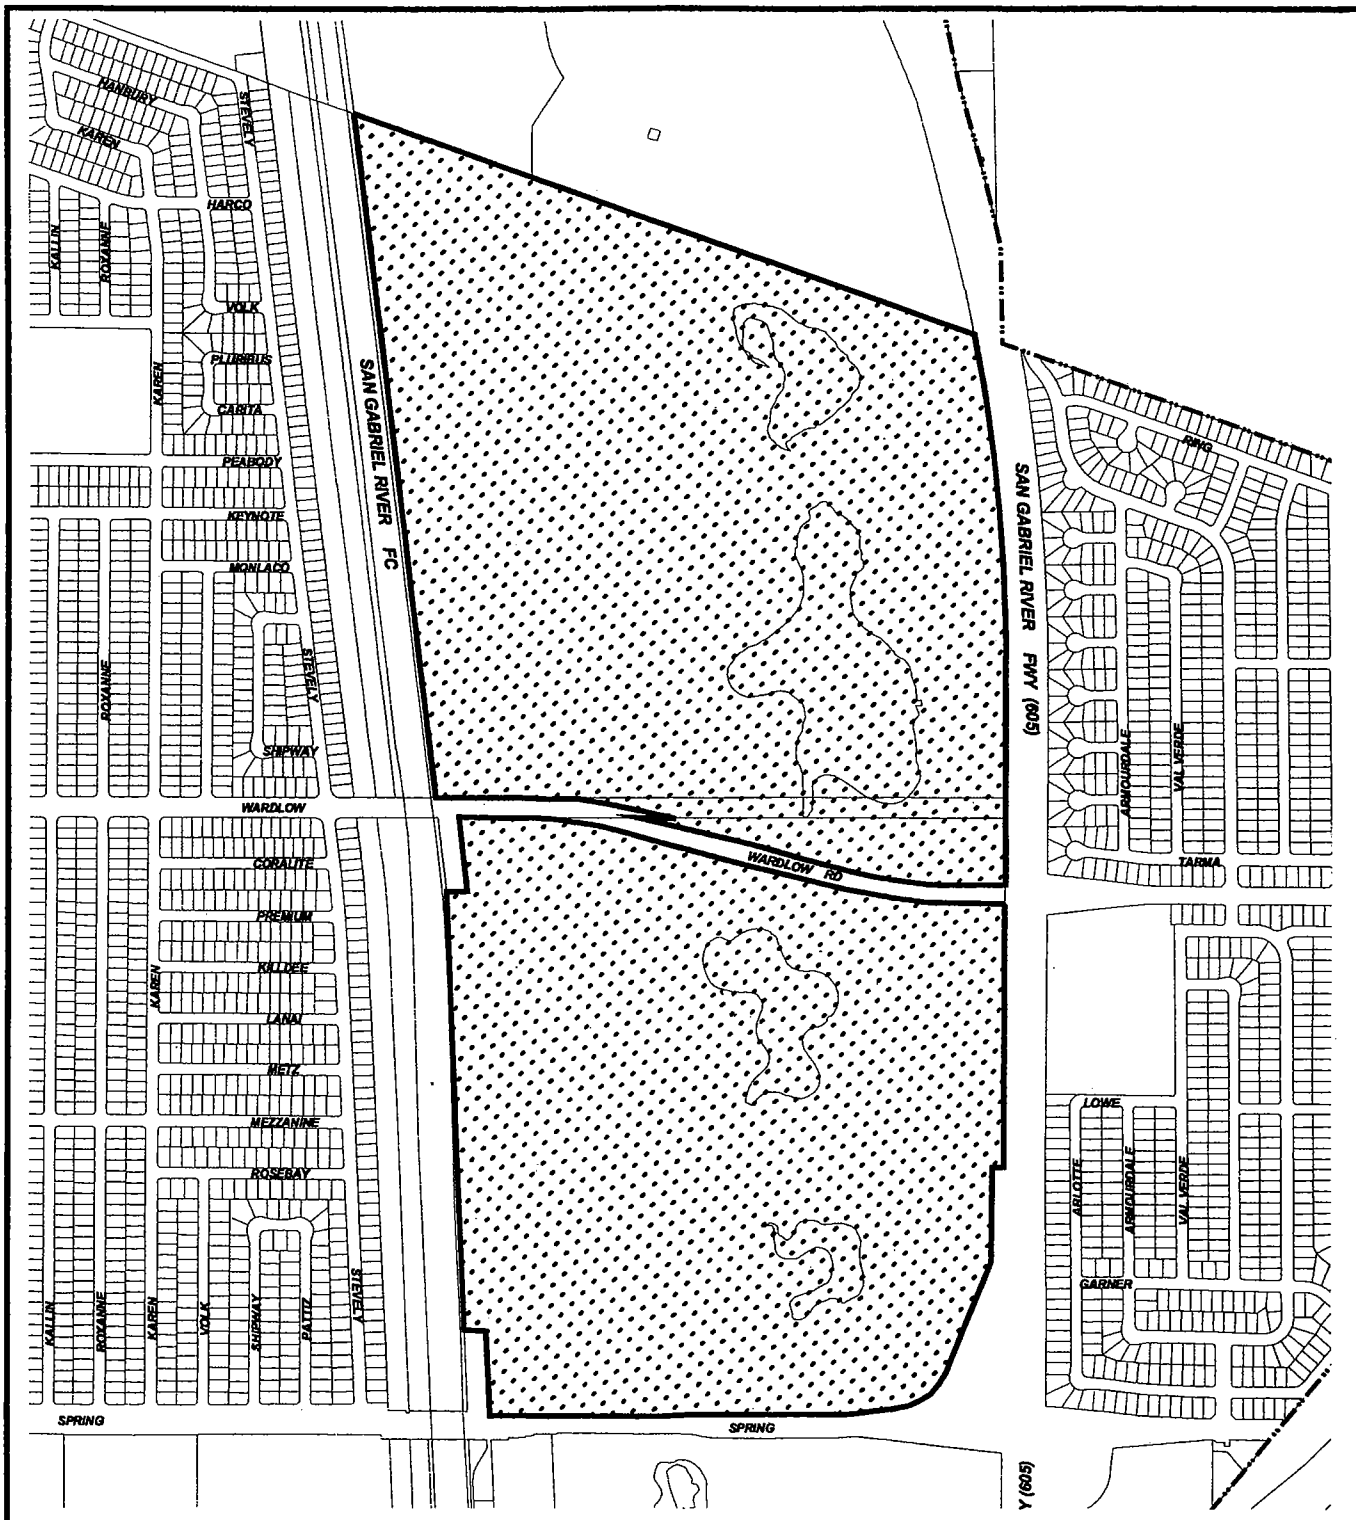 HANBURY
STEVELY
KAREN
HARCO
KALLIN
ROXANNE
VOLK
PLURIBUS
KAREN
CARITA
SAN GABRIEL RIVER FC
RING
PEABODY
KEYNOTE
SAN GABRIEL RIVER FWY (605)
MONLACO
STEVELY
ROXANNE
SHIPWAY
ARMOURDALE
VAL VERDE
WARDLOW
CORALITE
WARDLOW RD
TARMA
PREMIUM
KILLDEE
KAREN
LANAI
METZ
LOWE
MEZZANINE
ROSEBAY
ARLOTTE
ARMOURDALE
VAL VERDE
GARNER
KALLIN
ROXANNE
KAREN
VOLK
SHIPWAY
PATTIZ
STEVELY
SPRING
SPRING
Y (605)